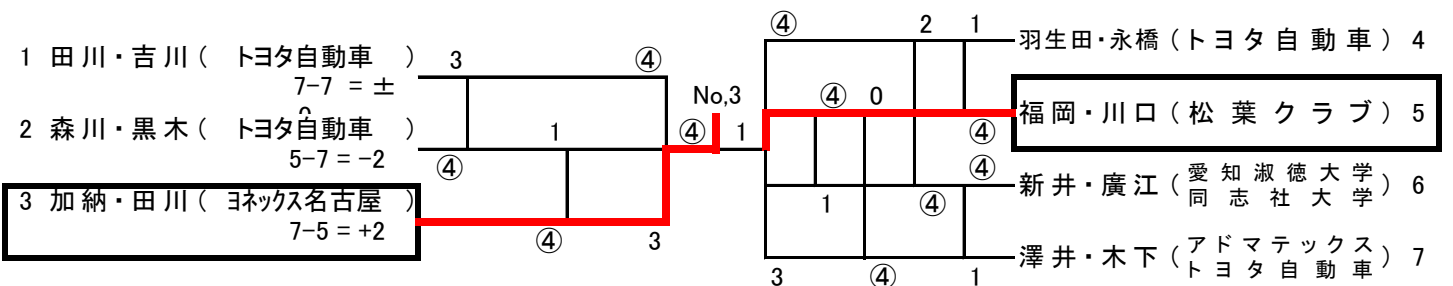 ④ 2 1
1 田川・吉川( トヨタ自動車 ) 3 ④
羽生田・永橋(トヨタ自動車) 4
7-7 = ±
No,3 ④ 0
福岡・川口(松葉クラブ) 5
2 森川・黒木( トヨタ自動車 ) 1 ④ 1 ④
5-7 = -2 ④ ④
3 加納・田川( ヨネックス名古屋 )
新井・廣江(愛知淑徳大学
同志社大学) 6
1 ④
7-5 = +2 ④ 3
澤井・木下(アドマテックス
トヨタ自動車) 7
3 ④ 1